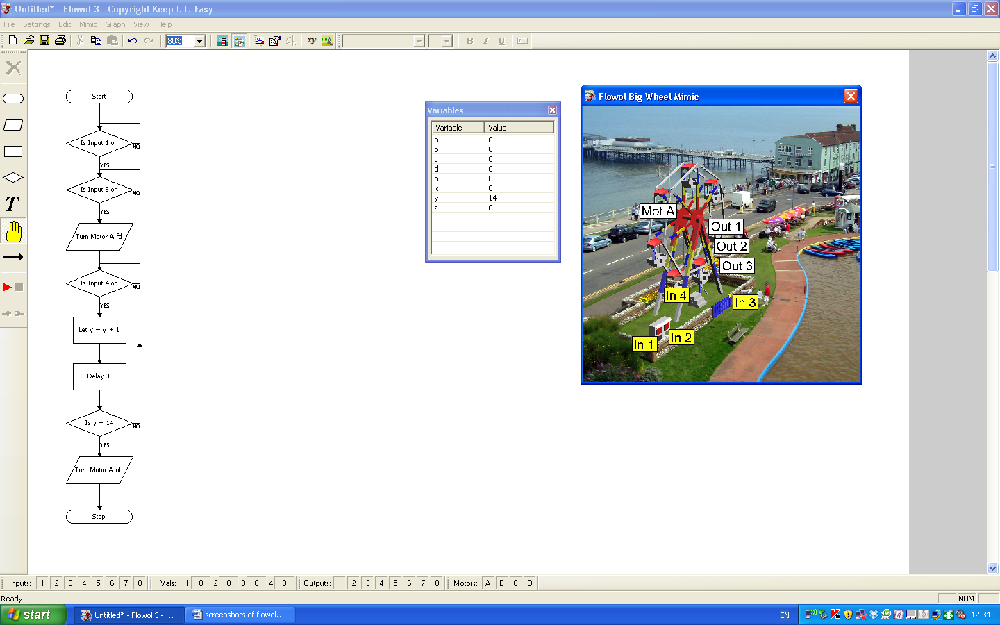 Untitled* - Flowol 3 - Copyright Keep I.T. Easy
File Settings Edit Mimic Graph View Help
80%
xy
B I U
T
Start
Is Input 1 on
NO
YES
Is Input 3 on
NO
YES
Turn Motor A fd
Is Input 4 on
NO
YES
Let y = y + 1
Delay 1
Is y = 14
NO
YES
Turn Motor A off
Stop
Variables
Variable Value
a 0
b 0
c 0
d 0
n 0
x 0
y 14
z 0
Flowol Big Wheel Mimic
Mot A
Out 1
Out 2
Out 3
In 4
In 3
In 2
In 1
Inputs: 1 2 3 4 5 6 7 8 Vals: 1 0 2 0 3 0 4 0 Outputs: 1 2 3 4 5 6 7 8 Motors: A B C D
Ready NUM
start Untitled* - Flowol 3 - ... screenshots of flowol... EN 12:34